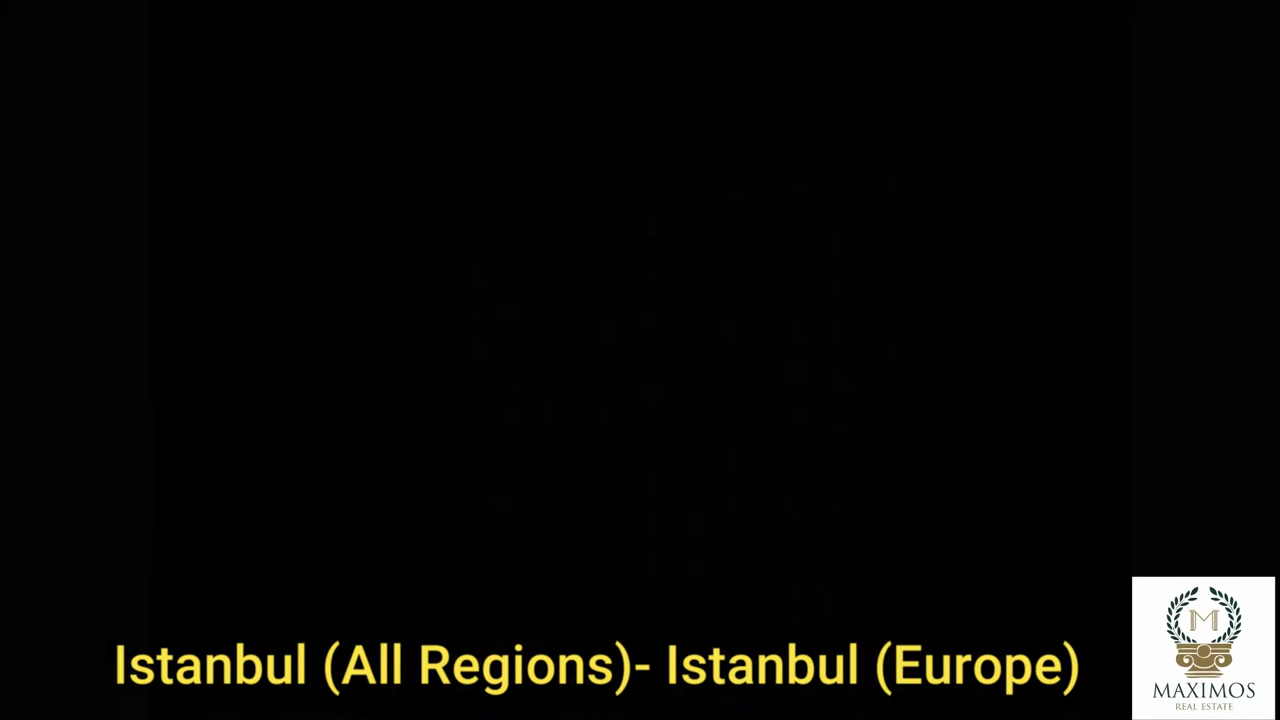 Istanbul (All Regions)- Istanbul (Europe)
M
MAXIMOS
REAL ESTATE